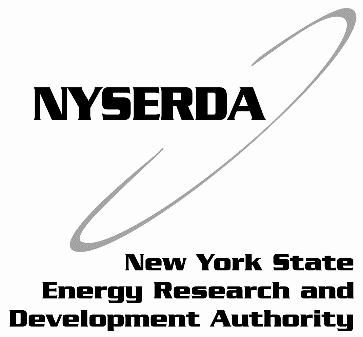 NYSERDA
New York State
Energy Research and
Development Authority